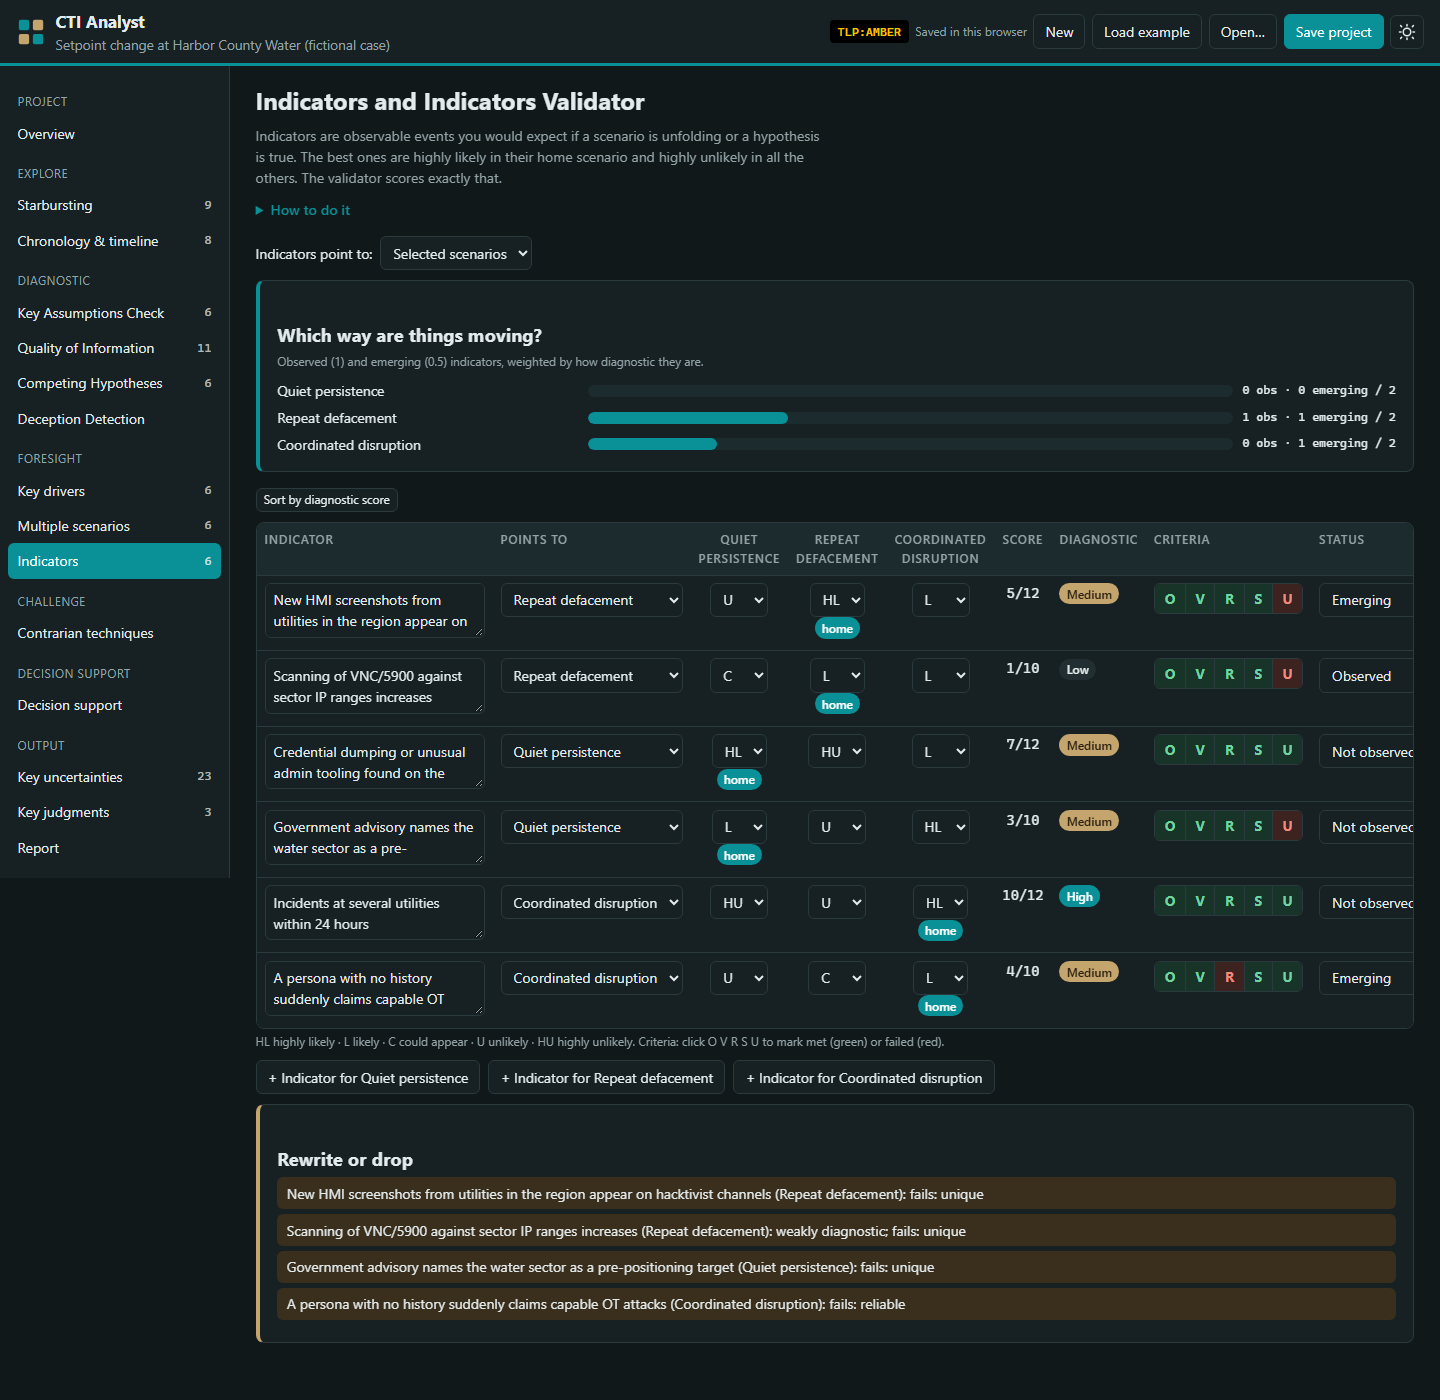 CTI Analyst
Setpoint change at Harbor County Water (fictional case)
TLP:AMBER
Saved in this browser
New
Load example
Open...
Save project
PROJECT
Overview
EXPLORE
Starbursting 9
Chronology & timeline 8
DIAGNOSTIC
Key Assumptions Check 6
Quality of Information 11
Competing Hypotheses 6
Deception Detection
FORESIGHT
Key drivers 6
Multiple scenarios 6
Indicators 6
CHALLENGE
Contrarian techniques
DECISION SUPPORT
Decision support
OUTPUT
Key uncertainties 23
Key judgments 3
Report
Indicators and Indicators Validator
Indicators are observable events you would expect if a scenario is unfolding or a hypothesis
is true. The best ones are highly likely in their home scenario and highly unlikely in all the
others. The validator scores exactly that.
How to do it
Indicators point to: Selected scenarios
Which way are things moving?
Observed (1) and emerging (0.5) indicators, weighted by how diagnostic they are.
Quiet persistence 0 obs · 0 emerging / 2
Repeat defacement 1 obs · 1 emerging / 2
Coordinated disruption 0 obs · 1 emerging / 2
Sort by diagnostic score
INDICATOR POINTS TO QUIET PERSISTENCE REPEAT DEFACEMENT COORDINATED DISRUPTION SCORE DIAGNOSTIC CRITERIA STATUS
New HMI screenshots from
utilities in the region appear on
Repeat defacement U HL home L 5/12 Medium O V R S U Emerging
Scanning of VNC/5900 against
sector IP ranges increases
Repeat defacement C L home L 1/10 Low O V R S U Observed
Credential dumping or unusual
admin tooling found on the
Quiet persistence HL home HU L 7/12 Medium O V R S U Not observed
Government advisory names the
water sector as a pre-
Quiet persistence L home U HL 3/10 Medium O V R S U Not observed
Incidents at several utilities
within 24 hours
Coordinated disruption HU U HL home 10/12 High O V R S U Not observed
A persona with no history
suddenly claims capable OT
Coordinated disruption U C L home 4/10 Medium O V R S U Emerging
HL highly likely · L likely · C could appear · U unlikely · HU highly unlikely. Criteria: click O V R S U to mark met (green) or failed (red).
+ Indicator for Quiet persistence
+ Indicator for Repeat defacement
+ Indicator for Coordinated disruption
Rewrite or drop
New HMI screenshots from utilities in the region appear on hacktivist channels (Repeat defacement): fails: unique
Scanning of VNC/5900 against sector IP ranges increases (Repeat defacement): weakly diagnostic; fails: unique
Government advisory names the water sector as a pre-positioning target (Quiet persistence): fails: unique
A persona with no history suddenly claims capable OT attacks (Coordinated disruption): fails: reliable